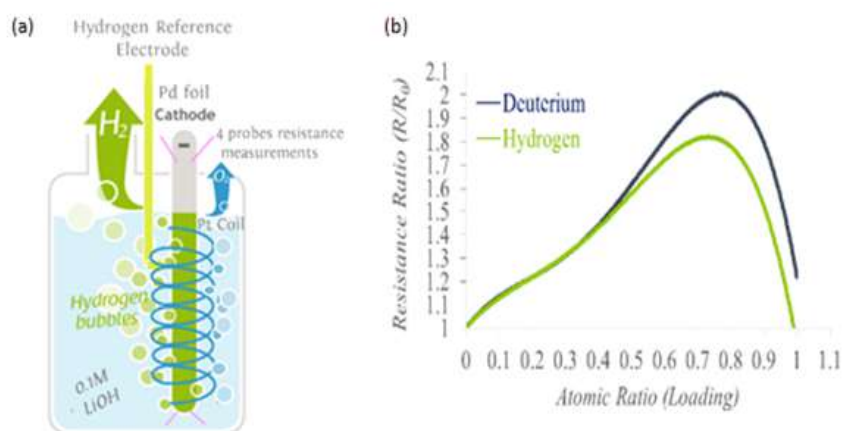 (a)
Hydrogen Reference
Electrode
Pd foil
Cathode
4 probes resistance
measurements
H2
O2
Pt Coil
Hydrogen
bubbles
0.1M
LiOH
(b)
Resistance Ratio (R/R0)
2.1
2
1.9
1.8
1.7
1.6
1.5
1.4
1.3
1.2
1.1
1
Deuterium
Hydrogen
0 0.1 0.2 0.3 0.4 0.5 0.6 0.7 0.8 0.9 1 1.1
Atomic Ratio (Loading)